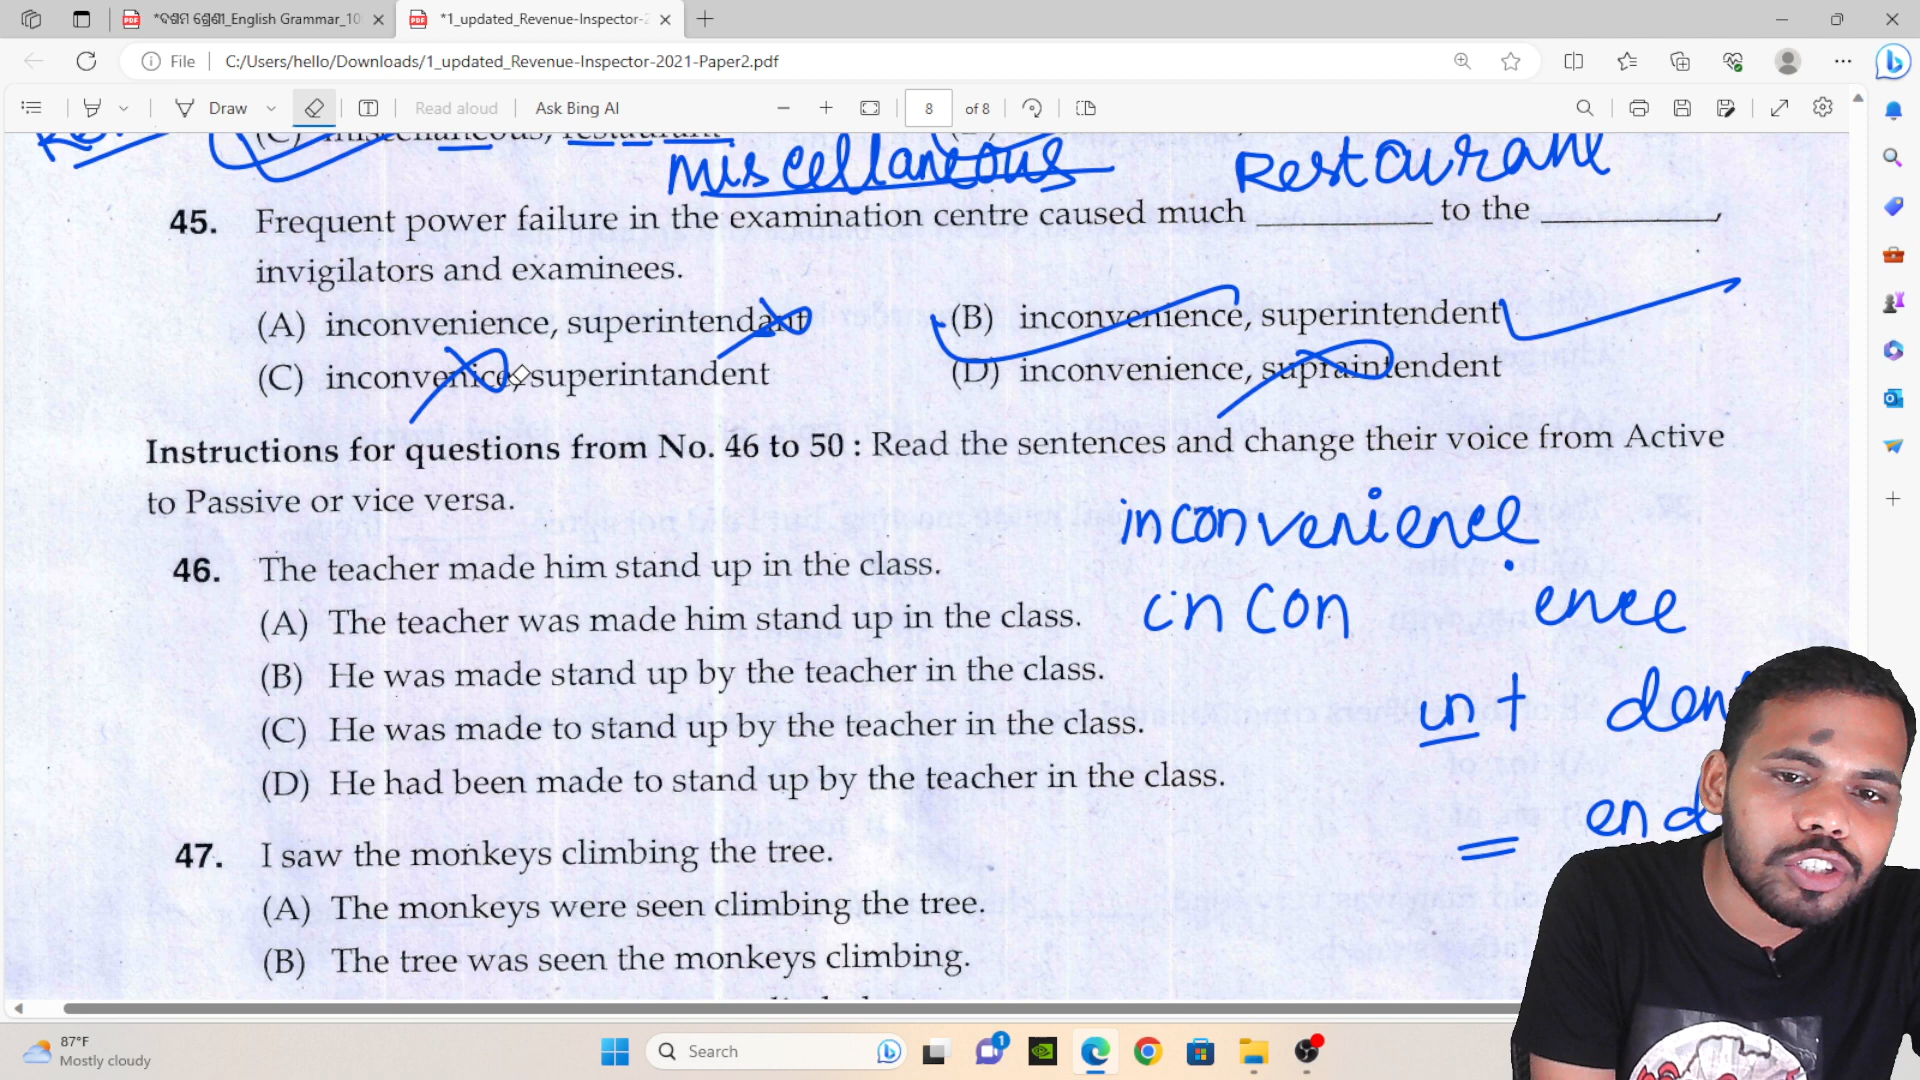 *ଦଶମ ଶ୍ରେଣୀ_English Grammar_10
*1_updated_Revenue-Inspector-2
File
C:/Users/hello/Downloads/1_updated_Revenue-Inspector-2021-Paper2.pdf
Draw
Read aloud
Ask Bing AI
8 of 8
(C) miscellaneous, restaurant
miscellaneous Restaurant
45. Frequent power failure in the examination centre caused much __________ to the __________,
invigilators and examinees.
(A) inconvenience, superintendant
(B) inconvenience, superintendent
(C) inconvenice, superintandent
(D) inconvenience, supraintendent
Instructions for questions from No. 46 to 50 : Read the sentences and change their voice from Active
to Passive or vice versa.
inconvenience
in con ence
46. The teacher made him stand up in the class.
(A) The teacher was made him stand up in the class.
(B) He was made stand up by the teacher in the class.
(C) He was made to stand up by the teacher in the class.
(D) He had been made to stand up by the teacher in the class.
47. I saw the monkeys climbing the tree.
(A) The monkeys were seen climbing the tree.
(B) The tree was seen the monkeys climbing.
87°F
Mostly cloudy
Search
1